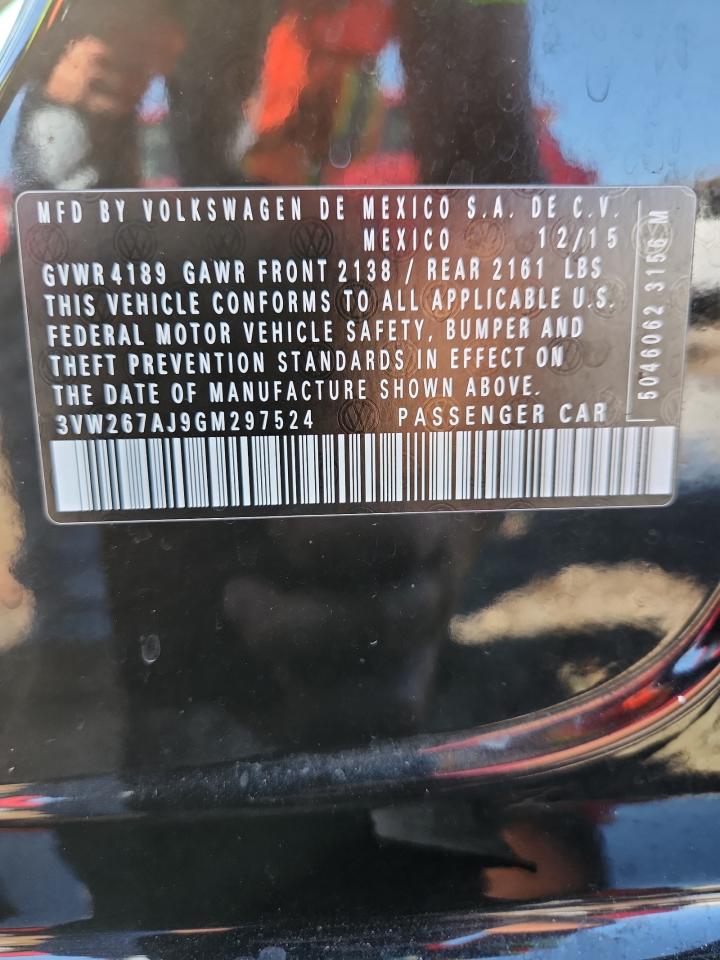 MFD BY VOLKSWAGEN DE MEXICO S.A. DE C.V.
MEXICO 12/15
GVWR 4189 GAWR FRONT 2138 / REAR 2161 LBS
THIS VEHICLE CONFORMS TO ALL APPLICABLE U.S.
FEDERAL MOTOR VEHICLE SAFETY, BUMPER AND
THEFT PREVENTION STANDARDS IN EFFECT ON
THE DATE OF MANUFACTURE SHOWN ABOVE.
3VW267AJ9GM297524 PASSENGER CAR
5046062 3156 M